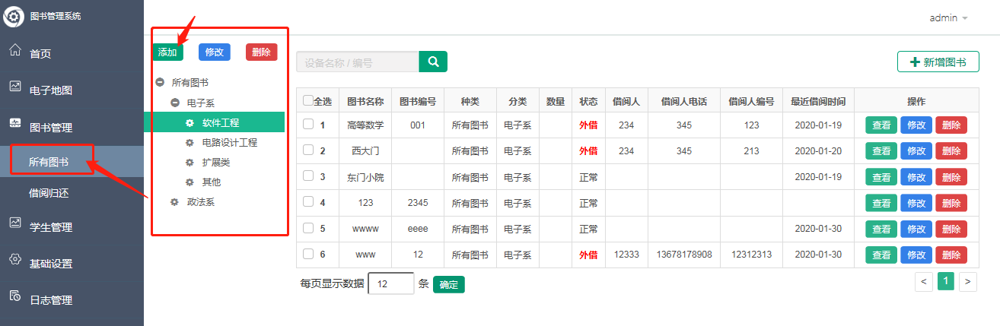 图书管理系统
admin
首页
电子地图
图书管理
所有图书
借阅归还
学生管理
基础设置
日志管理
添加 修改 删除
所有图书
电子系
软件工程
电路设计工程
扩展类
其他
政法系
设备名称 / 编号
新增图书
全选 图书名称 图书编号 种类 分类 数量 状态 借阅人 借阅人电话 借阅人编号 最近借阅时间 操作
1 高等数学 001 所有图书 电子系 外借 234 345 123 2020-01-19 查看 修改 删除
2 西大门 所有图书 电子系 外借 234 345 213 2020-01-20 查看 修改 删除
3 东门小院 所有图书 电子系 正常 2020-01-19 查看 修改 删除
4 123 2345 所有图书 电子系 正常 查看 修改 删除
5 wwww eeee 所有图书 电子系 正常 2020-01-30 查看 修改 删除
6 www 12 所有图书 电子系 外借 12333 13678178908 12312313 2020-01-30 查看 修改 删除
每页显示数据 12 条 确定
< 1 >